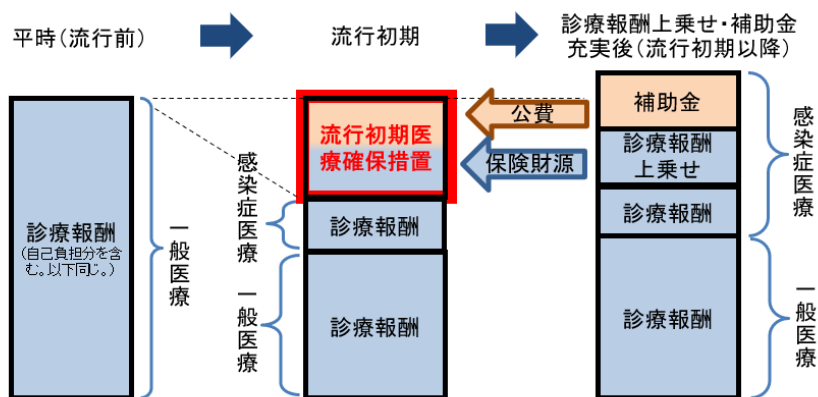 平時（流行前）
流行初期
診療報酬上乗せ・補助金
充実後（流行初期以降）
診療報酬
（自己負担分を含
む。以下同じ。）
一般医療
流行初期医
療確保措置
感染症医療
診療報酬
一般医療
診療報酬
公費
保険財源
補助金
診療報酬
上乗せ
診療報酬
感染症医療
診療報酬
一般医療